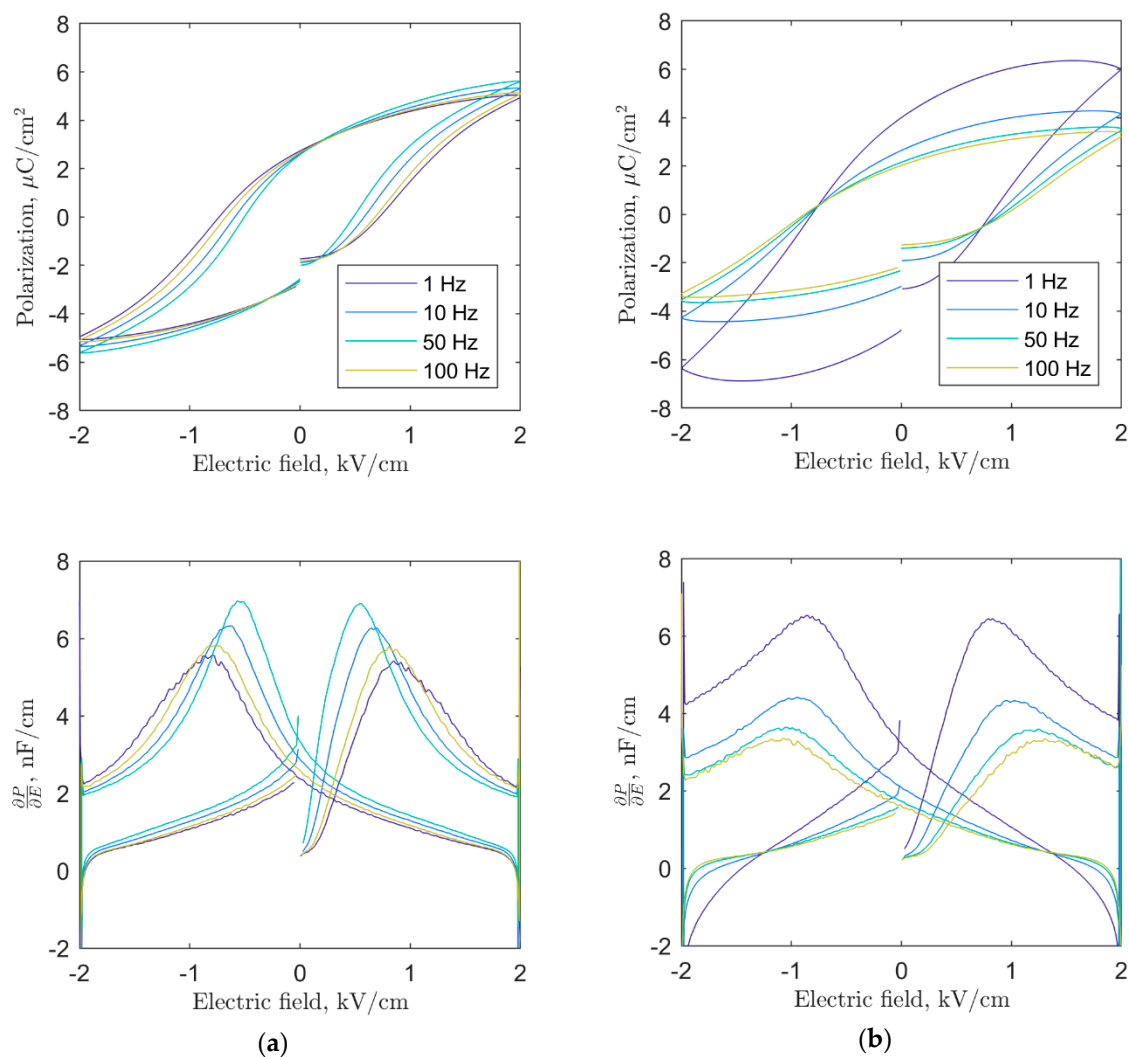 8
6
4
2
0
-2
-4
-6
-8
Polarization, μC/cm²
-2 -1 0 1 2
Electric field, kV/cm
1 Hz
10 Hz
50 Hz
100 Hz
8
6
4
2
0
-2
-4
-6
-8
Polarization, μC/cm²
-2 -1 0 1 2
Electric field, kV/cm
1 Hz
10 Hz
50 Hz
100 Hz
8
6
4
2
0
-2
∂P/∂E, nF/cm
-2 -1 0 1 2
Electric field, kV/cm
(a)
8
6
4
2
0
-2
∂P/∂E, nF/cm
-2 -1 0 1 2
Electric field, kV/cm
(b)